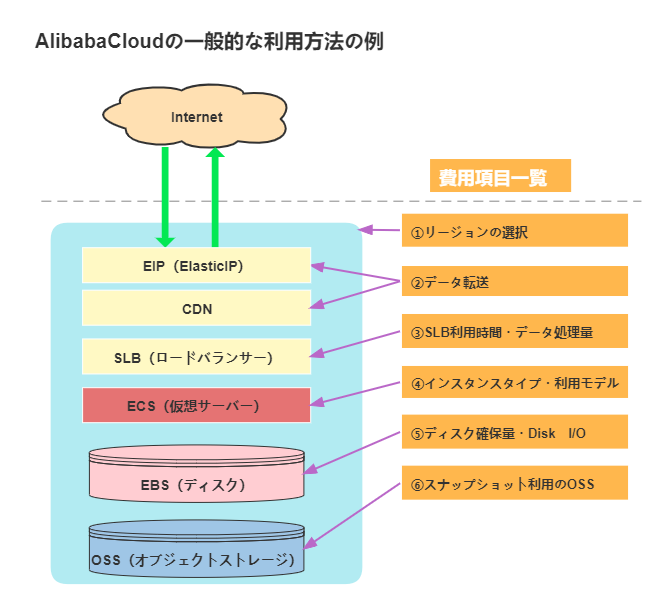 AlibabaCloudの一般的な利用方法の例
Internet
費用項目一覧
①リージョンの選択
EIP（ElasticIP）
②データ転送
CDN
③SLB利用時間・データ処理量
SLB（ロードバランサー）
④インスタンスタイプ・利用モデル
ECS（仮想サーバー）
⑤ディスク確保量・Disk　I/O
EBS（ディスク）
⑥スナップショット利用のOSS
OSS（オブジェクトストレージ）